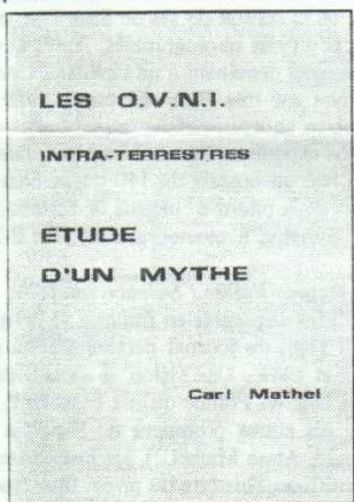 LES O.V.N.I.
INTRA-TERRESTRES
ETUDE
D'UN MYTHE
Carl Mathel